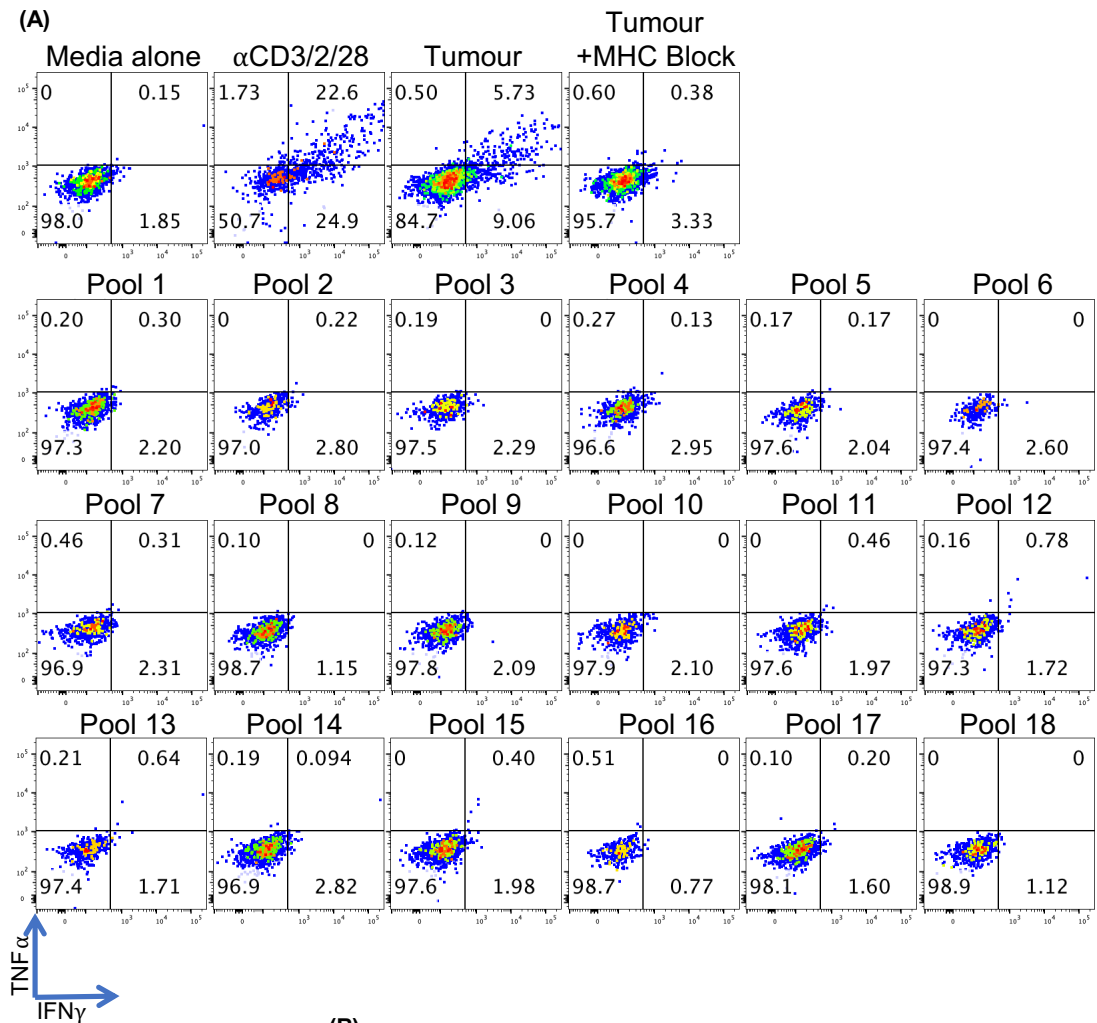 (A)
Tumour
Media alone αCD3/2/28 Tumour +MHC Block
0 0.15 1.73 22.6 0.50 5.73 0.60 0.38
98.0 1.85 50.7 24.9 84.7 9.06 95.7 3.33
Pool 1 Pool 2 Pool 3 Pool 4 Pool 5 Pool 6
0.20 0.30 0 0.22 0.19 0 0.27 0.13 0.17 0.17 0 0
97.3 2.20 97.0 2.80 97.5 2.29 96.6 2.95 97.6 2.04 97.4 2.60
Pool 7 Pool 8 Pool 9 Pool 10 Pool 11 Pool 12
0.46 0.31 0.10 0 0.12 0 0 0 0 0.46 0.16 0.78
96.9 2.31 98.7 1.15 97.8 2.09 97.9 2.10 97.6 1.97 97.3 1.72
Pool 13 Pool 14 Pool 15 Pool 16 Pool 17 Pool 18
0.21 0.64 0.19 0.094 0 0.40 0.51 0 0.10 0.20 0 0
97.4 1.71 96.9 2.82 97.6 1.98 98.7 0.77 98.1 1.60 98.9 1.12
TNFα
IFNγ